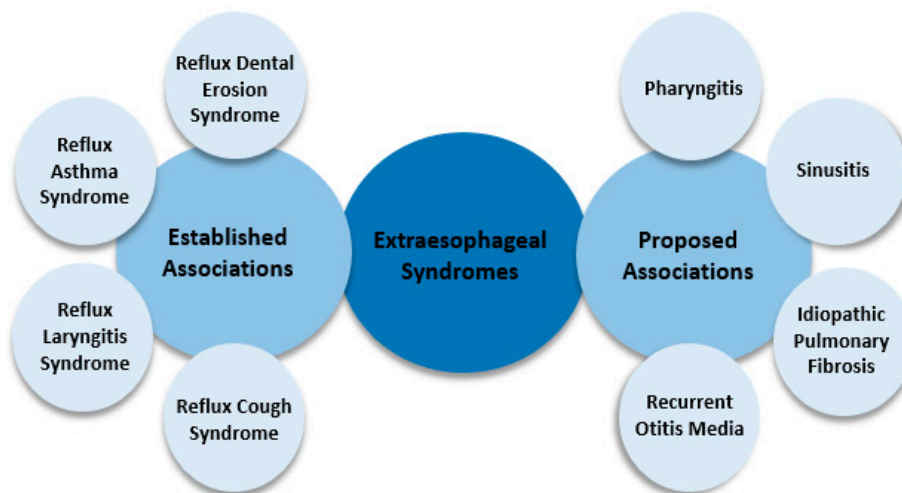 Reflux Dental
Erosion
Syndrome
Reflux
Asthma
Syndrome
Established
Associations
Reflux
Laryngitis
Syndrome
Reflux Cough
Syndrome
Extraesophageal
Syndromes
Pharyngitis
Sinusitis
Proposed
Associations
Idiopathic
Pulmonary
Fibrosis
Recurrent
Otitis Media